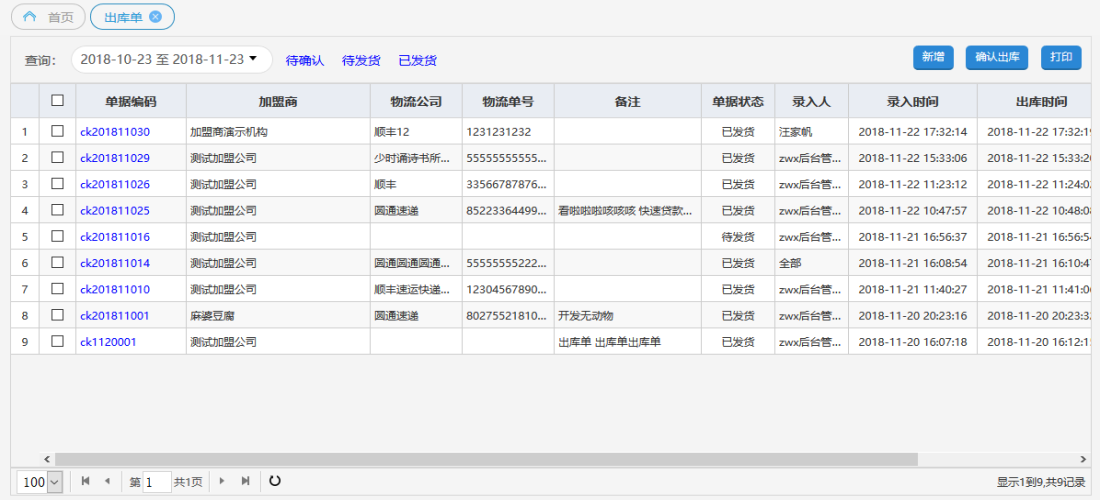 首页 出库单
查询： 2018-10-23 至 2018-11-23 待确认 待发货 已发货 新增 确认出库 打印
单据编码 加盟商 物流公司 物流单号 备注 单据状态 录入人 录入时间 出库时间
1 ck201811030 加盟商演示机构 顺丰12 1231231232 已发货 汪家帆 2018-11-22 17:32:14 2018-11-22 17:32:19
2 ck201811029 测试加盟公司 少时诵诗书所... 55555555555... 已发货 zwx后台管... 2018-11-22 15:33:06 2018-11-22 15:33:20
3 ck201811026 测试加盟公司 顺丰 33566787876... 已发货 zwx后台管... 2018-11-22 11:23:12 2018-11-22 11:24:0
4 ck201811025 测试加盟公司 圆通速递 85223364499... 看啦啦啦咳咳咳 快速贷款... 已发货 zwx后台管... 2018-11-22 10:47:57 2018-11-22 10:48:0
5 ck201811016 测试加盟公司 待发货 zwx后台管... 2018-11-21 16:56:37 2018-11-21 16:56:5
6 ck201811014 测试加盟公司 圆通圆通圆通... 55555555222... 已发货 全部 2018-11-21 16:08:54 2018-11-21 16:10:4
7 ck201811010 测试加盟公司 顺丰速运快递... 12304567890... 已发货 zwx后台管... 2018-11-21 11:40:27 2018-11-21 11:41:0
8 ck201811001 麻婆豆腐 圆通速递 80275521810... 开发无动物 已发货 zwx后台管... 2018-11-20 20:23:16 2018-11-20 20:23:3
9 ck1120001 测试加盟公司 出库单 出库单出库单 已发货 zwx后台管... 2018-11-20 16:07:18 2018-11-20 16:12:1
100 第 1 共1页 显示1到9,共9记录